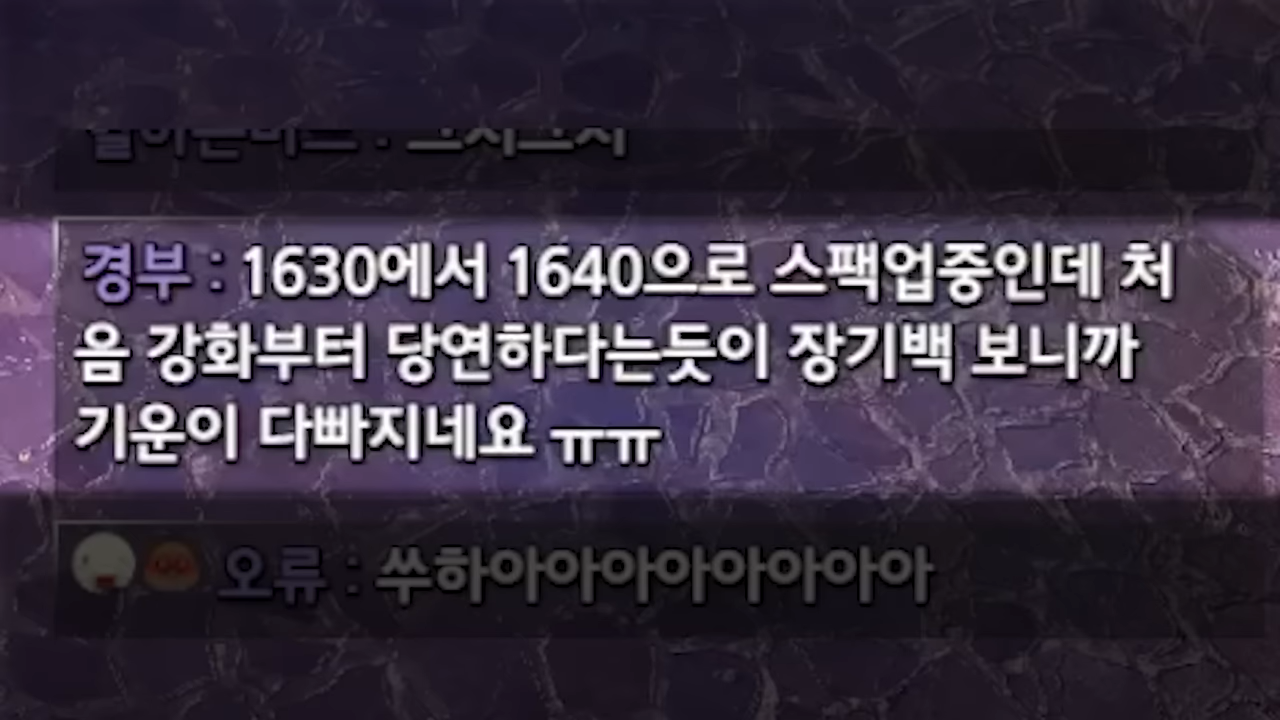 경부 : 1630에서 1640으로 스팩업중인데 처
음 강화부터 당연하다는듯이 장기백 보니까
기운이 다빠지네요 ㅠㅠ
오류 : 쑤하아아아아아아아아아